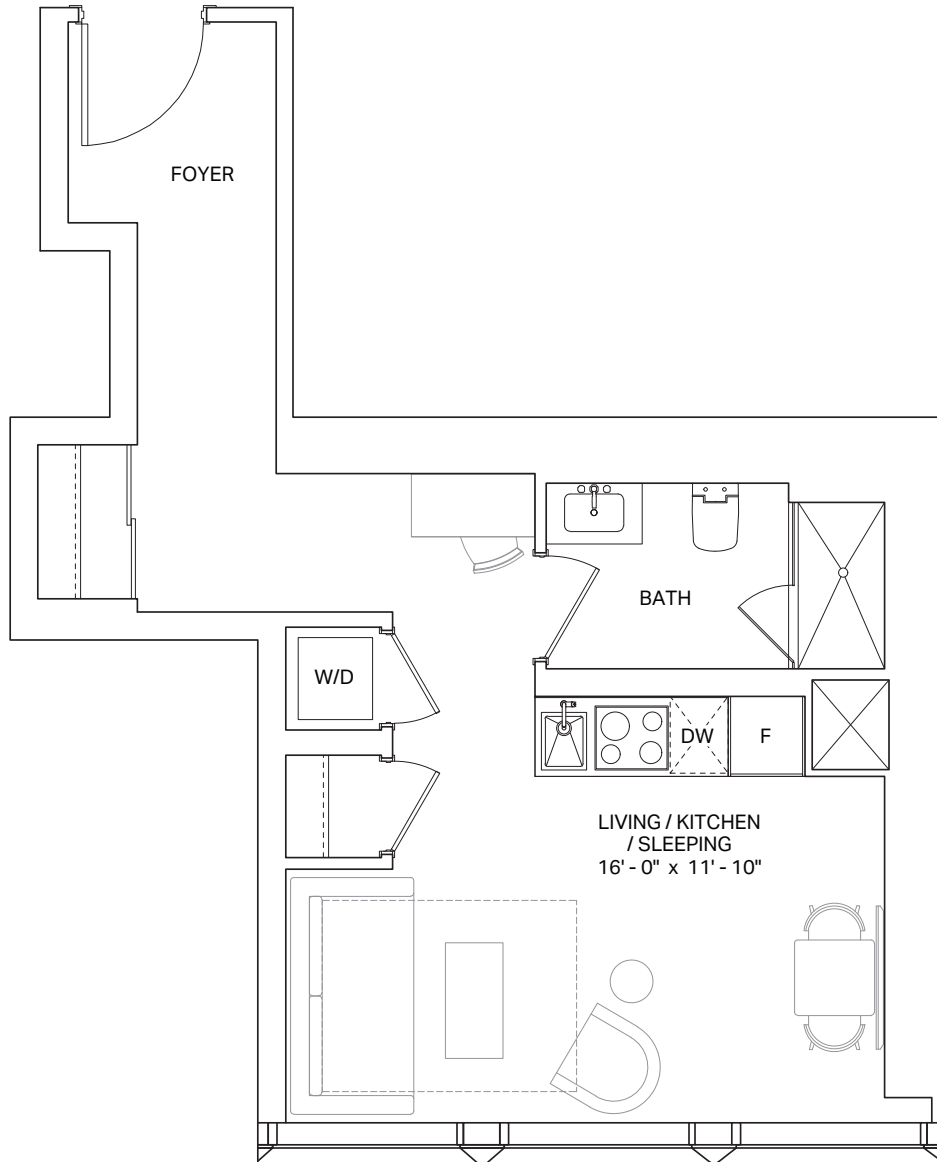 FOYER
BATH
W/D
DW
F
LIVING / KITCHEN
/ SLEEPING
16' - 0" x 11' - 10"